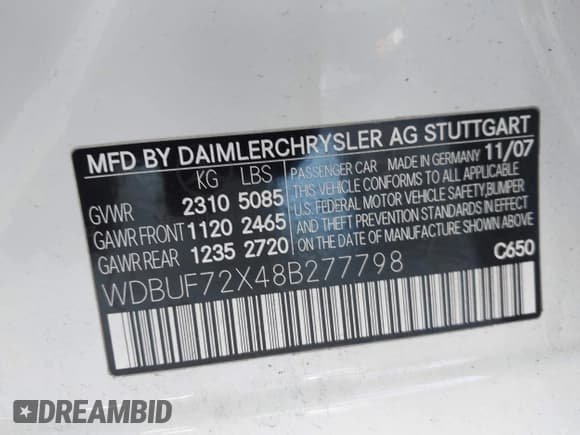 MFD BY DAIMLERCHRYSLER AG STUTTGART
KG LBS
GVWR 2310 5085
GAWR FRONT 1120 2465
GAWR REAR 1235 2720
PASSENGER CAR MADE IN GERMANY 11/07
THIS VEHICLE CONFORMS TO ALL APPLICABLE
U.S. FEDERAL MOTOR VEHICLE SAFETY, BUMPER
AND THEFT PREVENTION STANDARDS IN EFFECT
ON THE DATE OF MANUFACTURE SHOWN ABOVE.
WDBUF72X48B277798
C650
DREAMBID